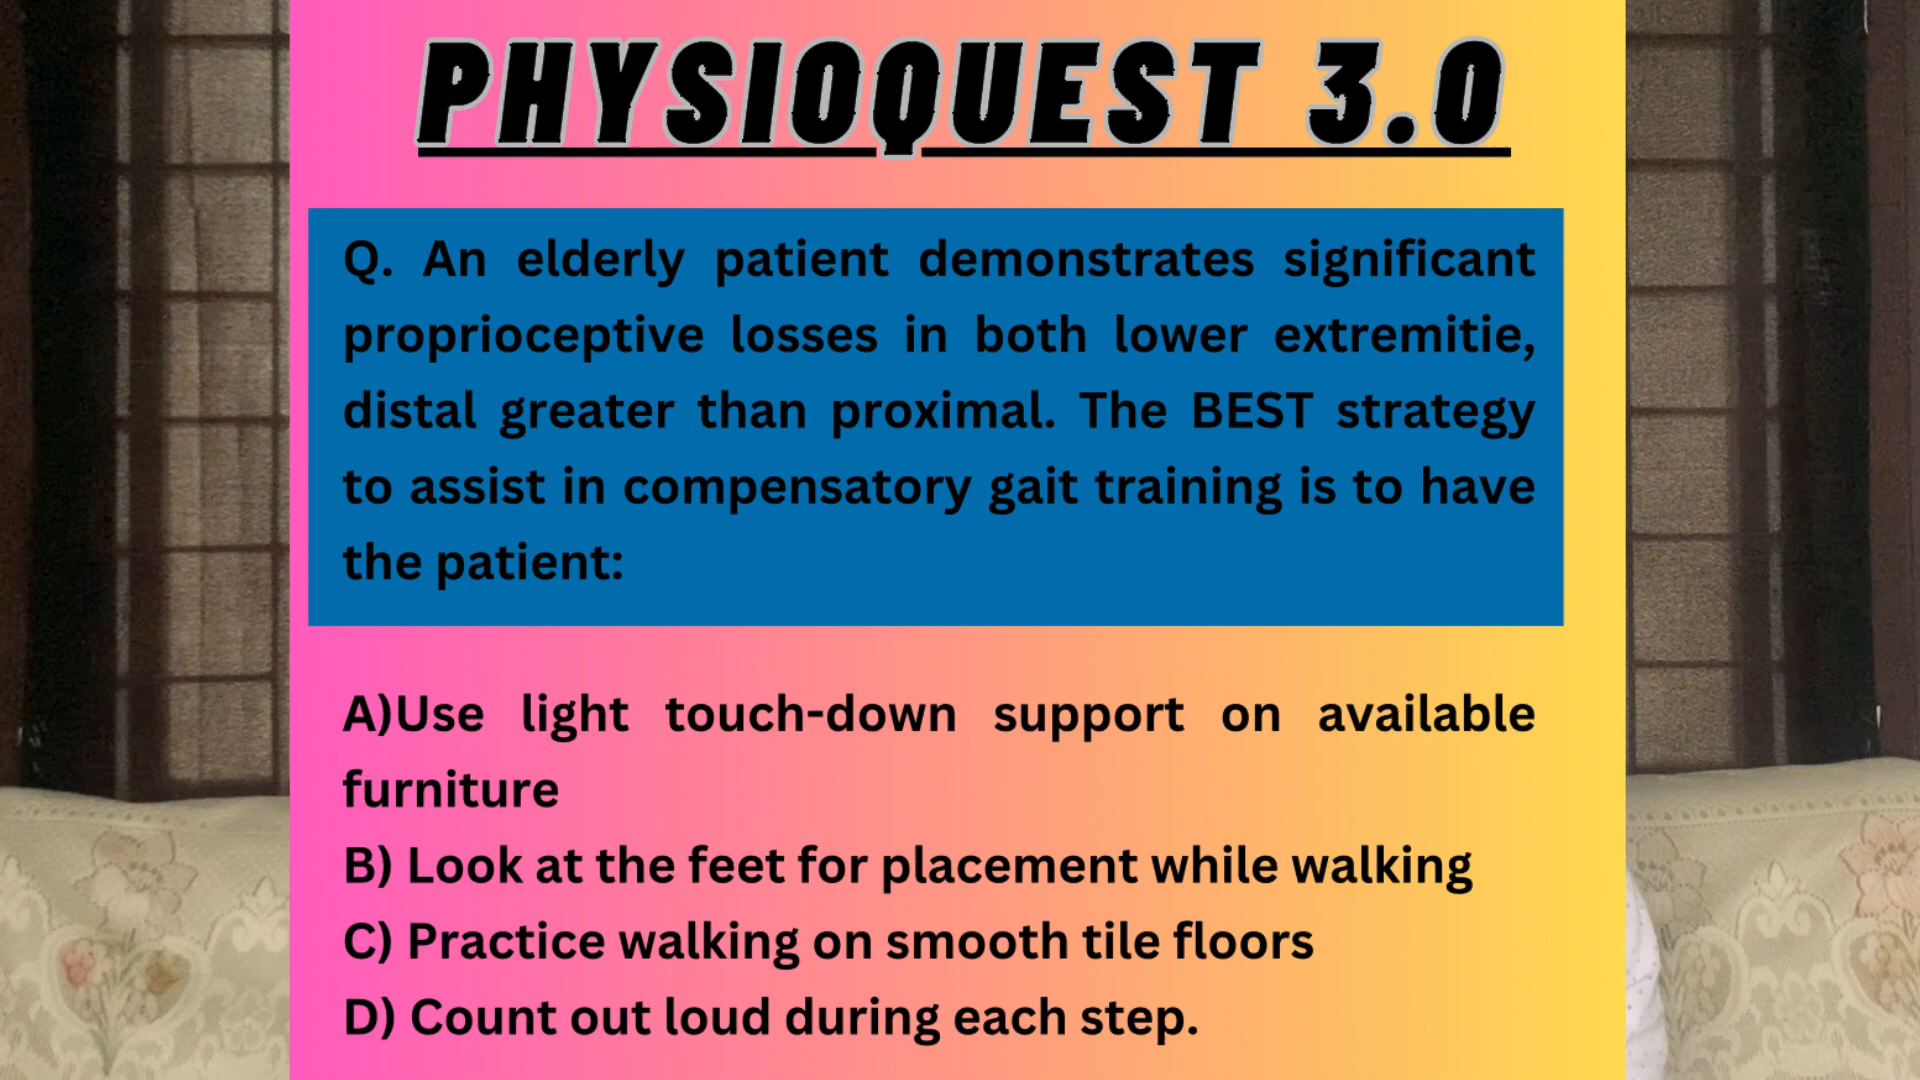 PHYSIOQUEST 3.0
Q. An elderly patient demonstrates significant
proprioceptive losses in both lower extremitie,
distal greater than proximal. The BEST strategy
to assist in compensatory gait training is to have
the patient:
A)Use light touch-down support on available
furniture
B) Look at the feet for placement while walking
C) Practice walking on smooth tile floors
D) Count out loud during each step.